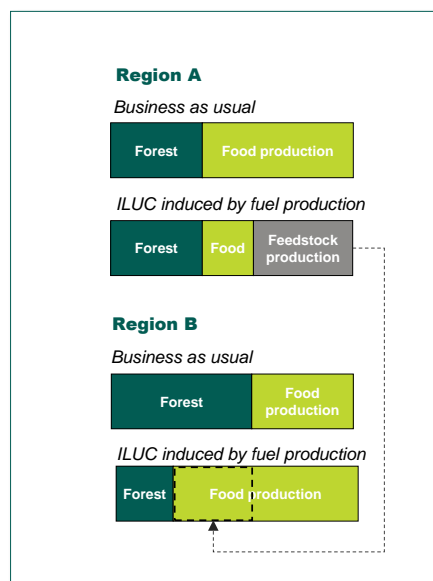 Region A
Business as usual
Forest Food production
ILUC induced by fuel production
Forest Food Feedstock
production
Region B
Business as usual
Forest Food
production
ILUC induced by fuel production
Forest Food production